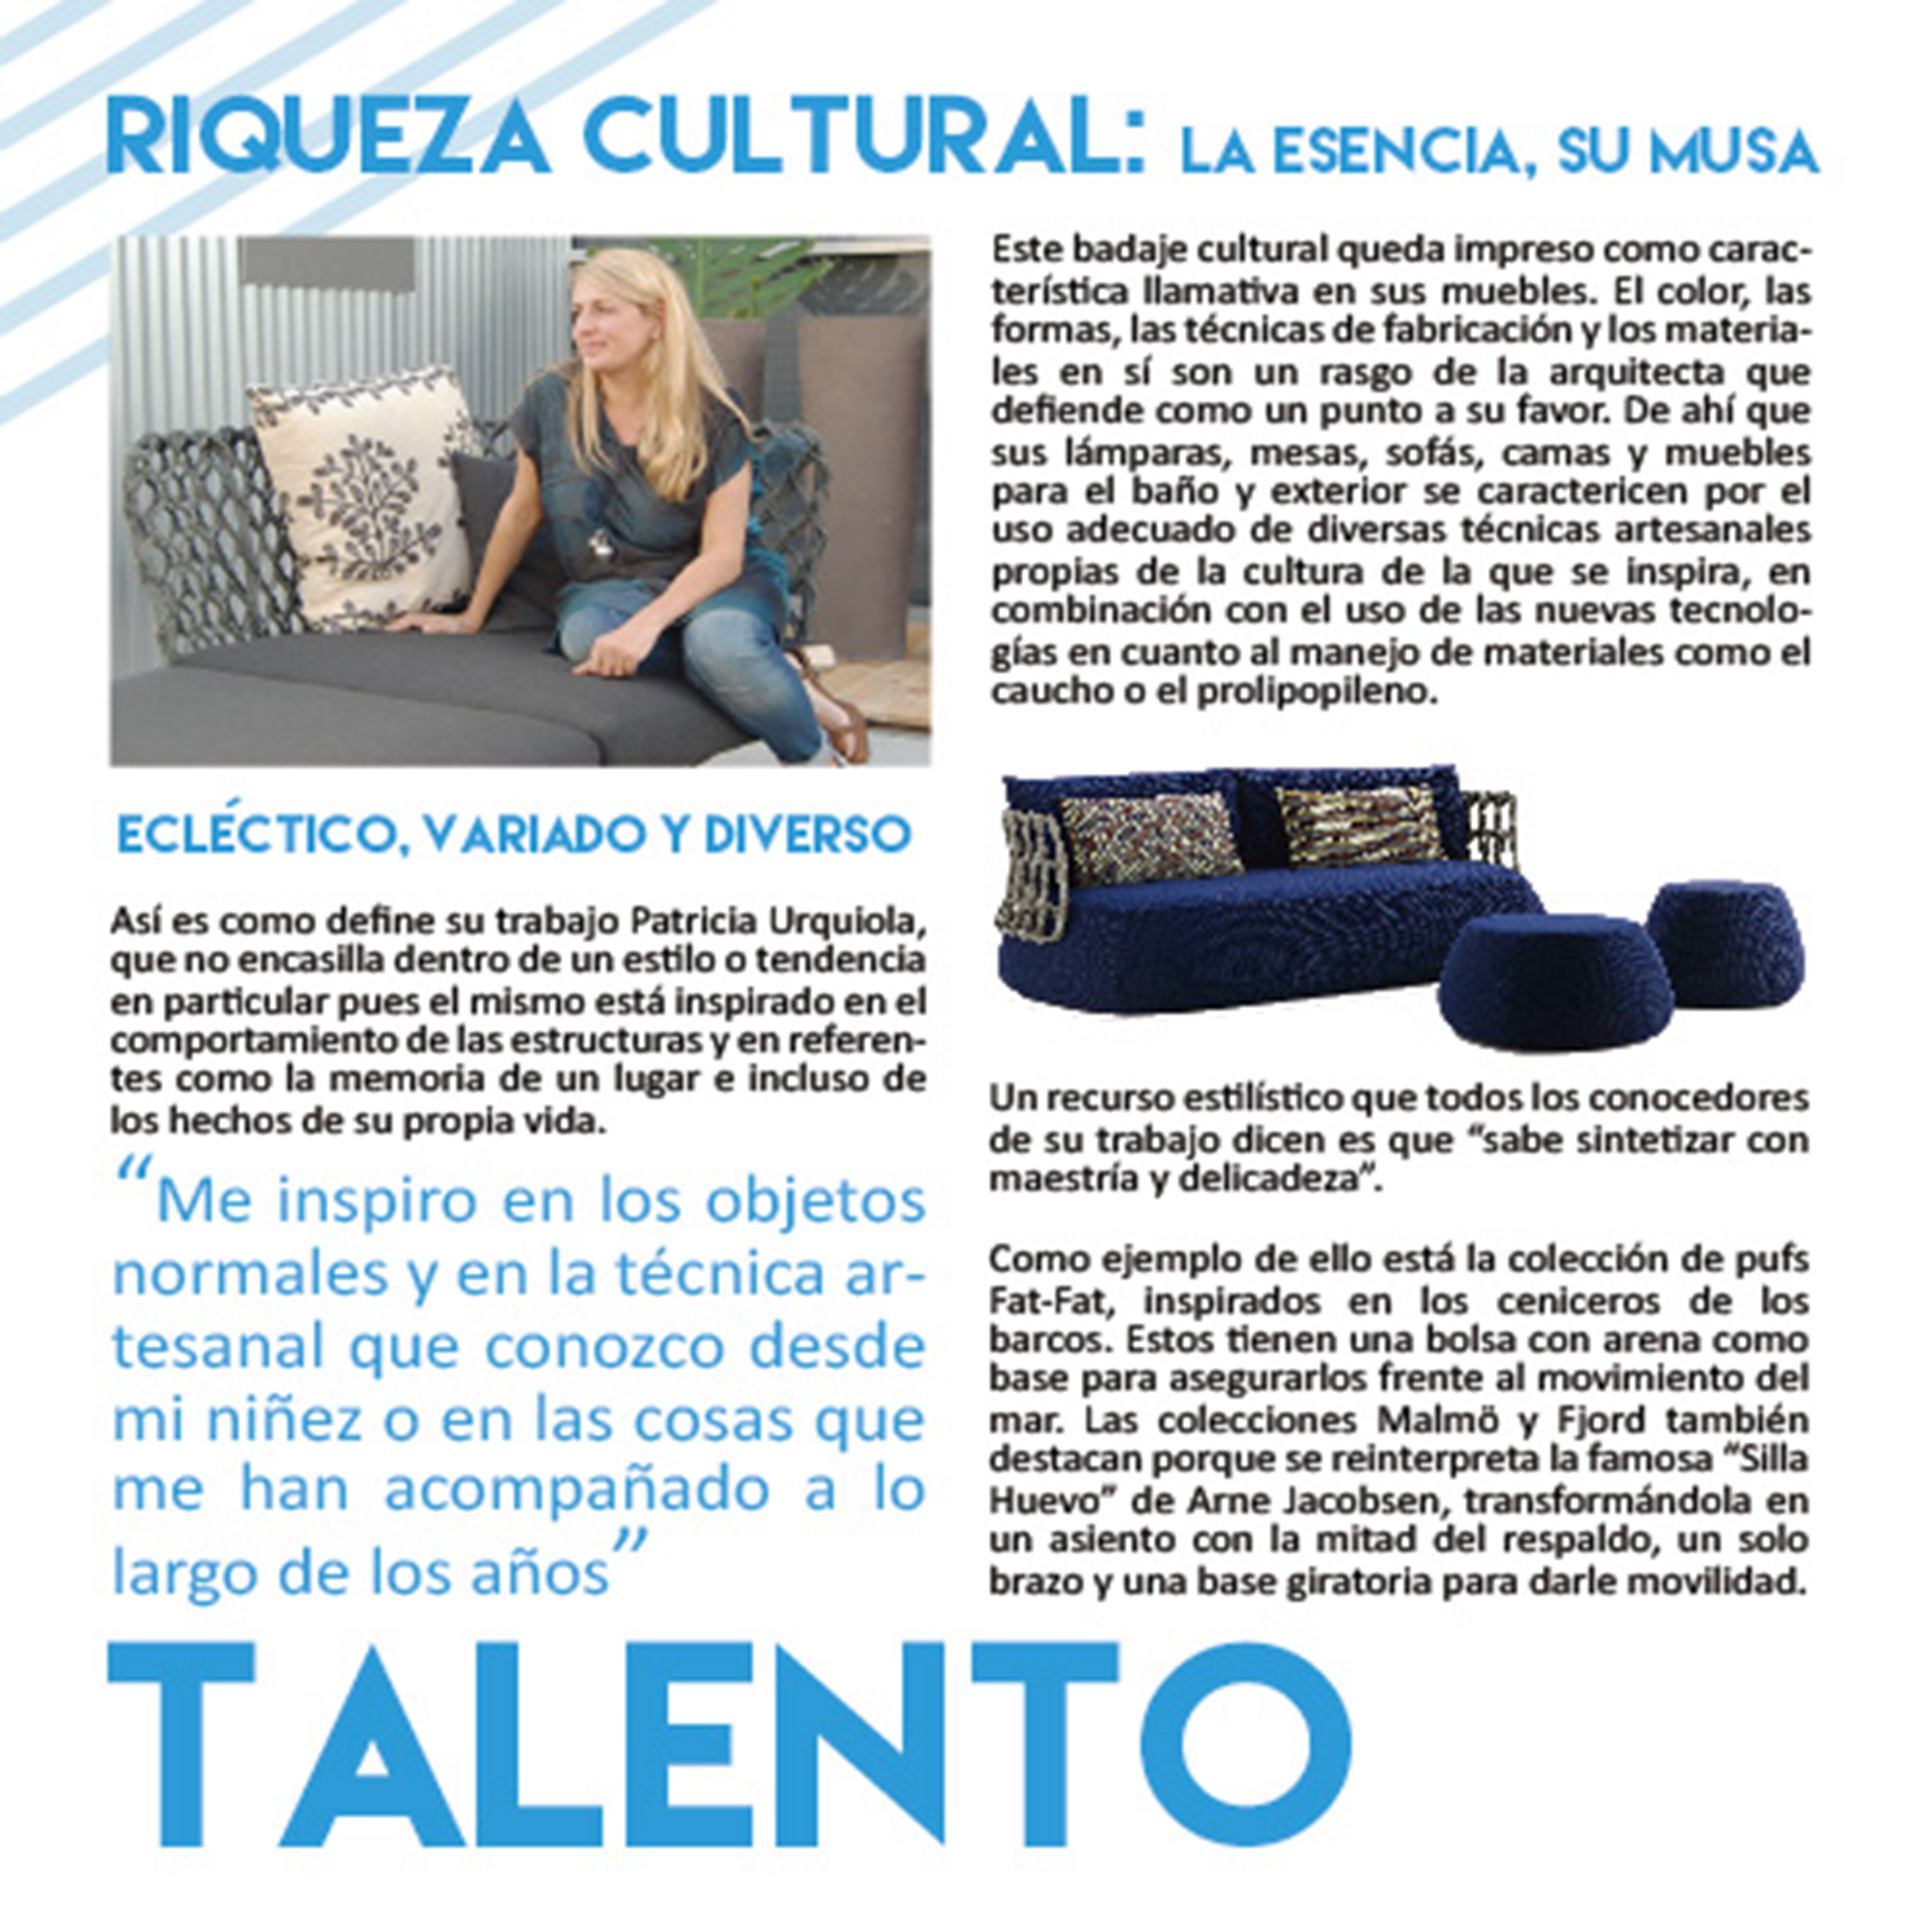 RIQUEZA CULTURAL: LA ESENCIA, SU MUSA
ECLÉCTICO, VARIADO Y DIVERSO
Así es como define su trabajo Patricia Urquiola,
que no encasilla dentro de un estilo o tendencia
en particular pues el mismo está inspirado en el
comportamiento de las estructuras y en referen-
tes como la memoria de un lugar e incluso de
los hechos de su propia vida.
“Me inspiro en los objetos
normales y en la técnica ar-
tesanal que conozco desde
mi niñez o en las cosas que
me han acompañado a lo
largo de los años”
Este badaje cultural queda impreso como carac-
terística llamativa en sus muebles. El color, las
formas, las técnicas de fabricación y los materia-
les en sí son un rasgo de la arquitecta que
defiende como un punto a su favor. De ahí que
sus lámparas, mesas, sofás, camas y muebles
para el baño y exterior se caractericen por el
uso adecuado de diversas técnicas artesanales
propias de la cultura de la que se inspira, en
combinación con el uso de las nuevas tecnolo-
gías en cuanto al manejo de materiales como el
caucho o el prolipopileno.
Un recurso estilístico que todos los conocedores
de su trabajo dicen es que “sabe sintetizar con
maestría y delicadeza”.
Como ejemplo de ello está la colección de pufs
Fat-Fat, inspirados en los ceniceros de los
barcos. Estos tienen una bolsa con arena como
base para asegurarlos frente al movimiento del
mar. Las colecciones Malmö y Fjord también
destacan porque se reinterpreta la famosa “Silla
Huevo” de Arne Jacobsen, transformándola en
un asiento con la mitad del respaldo, un solo
brazo y una base giratoria para darle movilidad.
TALENTO